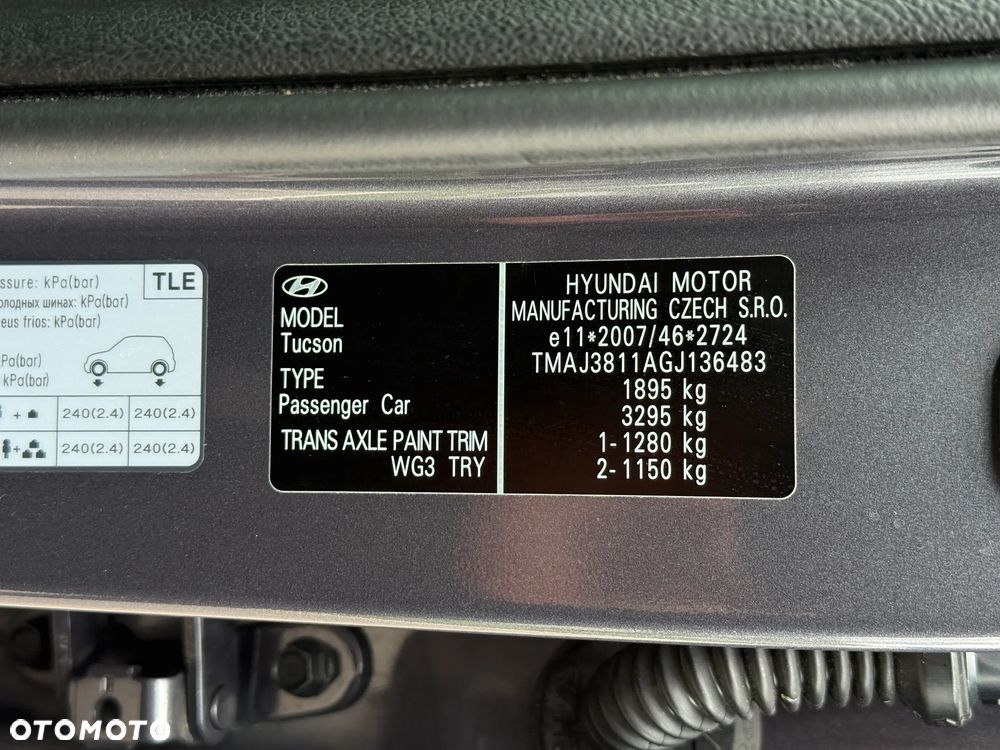 ssure: kPa(bar)
TLE
олодных шинах: kPa(bar)
eus frios: kPa(bar)
Pa(bar)
kPa(bar)
+ 240(2.4) 240(2.4)
+ 240(2.4) 240(2.4)
MODEL
Tucson
TYPE
Passenger Car
TRANS AXLE PAINT TRIM
WG3 TRY
HYUNDAI MOTOR
MANUFACTURING CZECH S.R.O.
e11*2007/46*2724
TMAJ3811AGJ136483
1895 kg
3295 kg
1-1280 kg
2-1150 kg
OTOMOTO